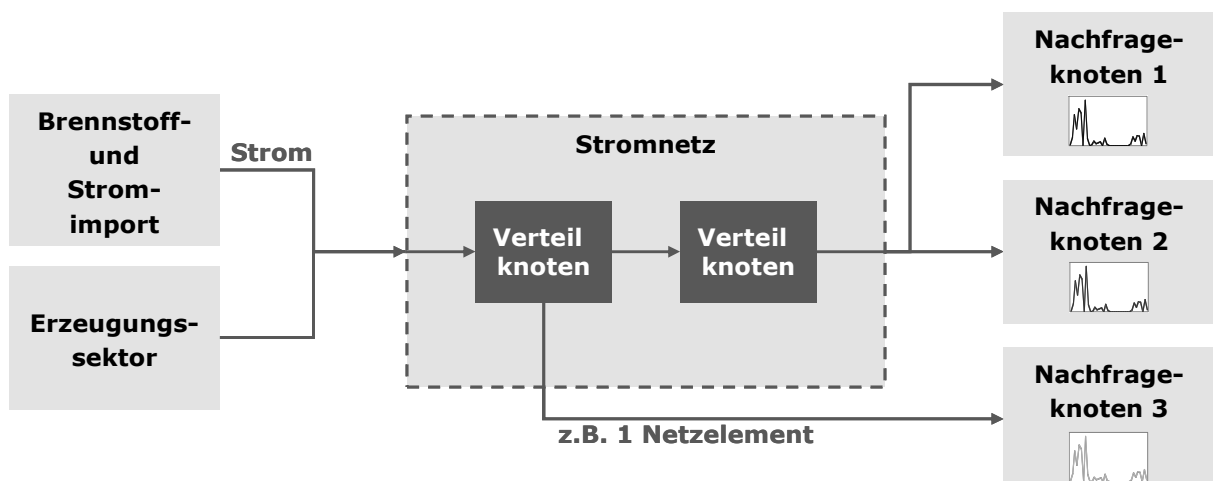 Brennstoff-
und
Strom-
import
Erzeugungs-
sektor
Strom
Stromnetz
Verteil
knoten
Verteil
knoten
z.B. 1 Netzelement
Nachfrage-
knoten 1
Nachfrage-
knoten 2
Nachfrage-
knoten 3